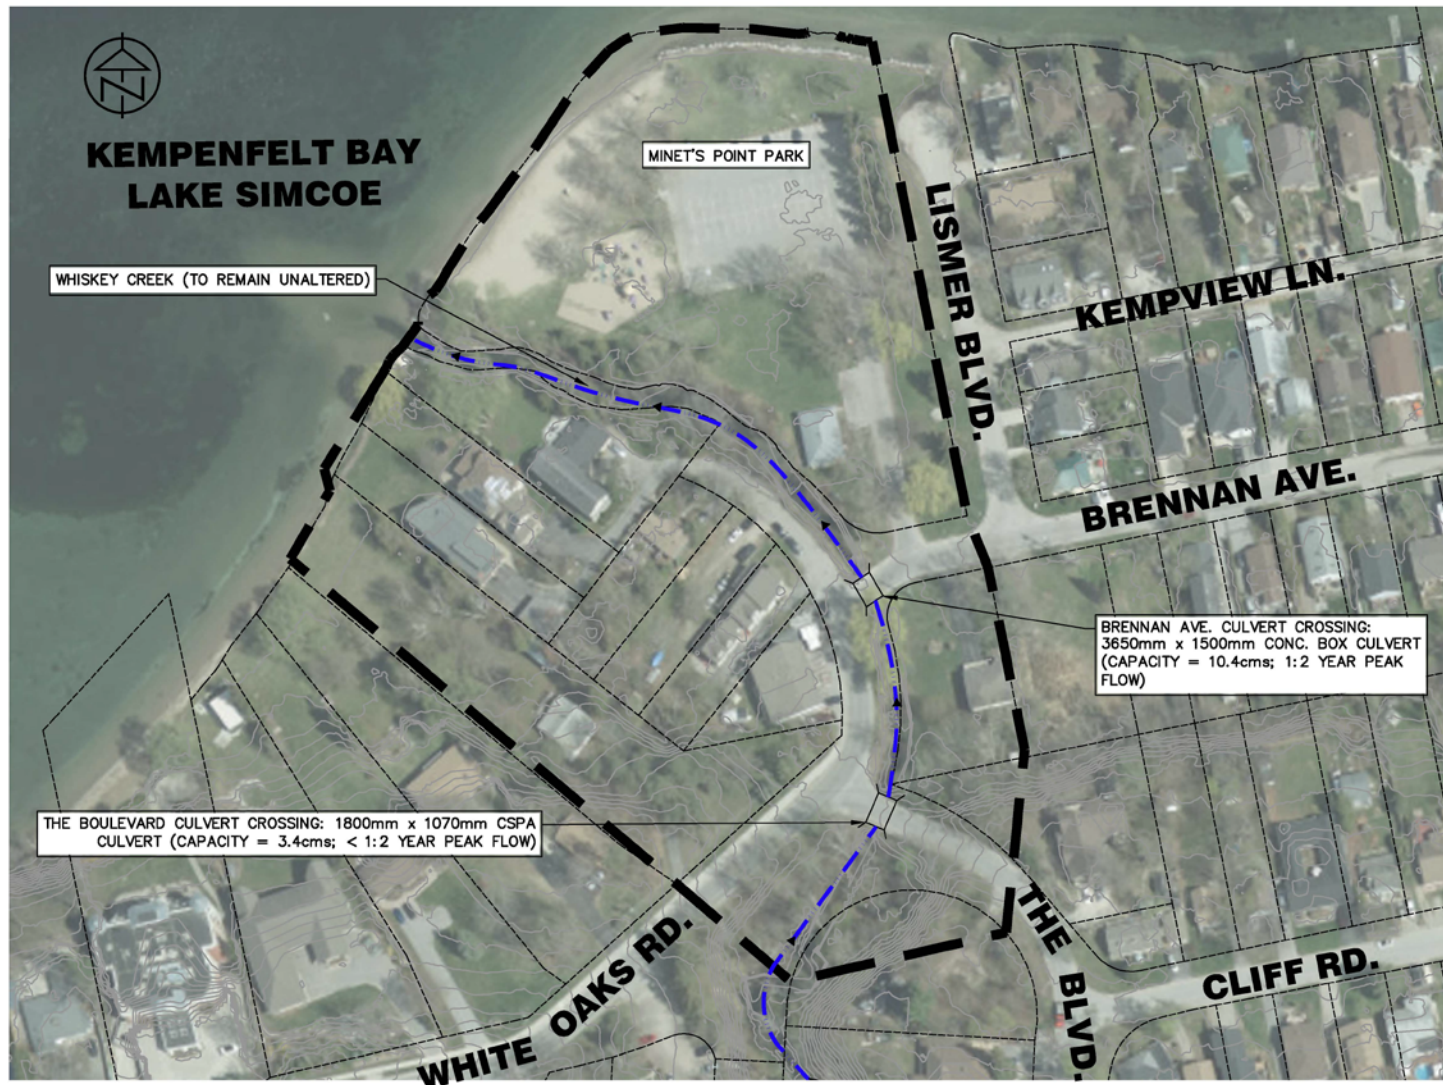 N
KEMPENFELT BAY
LAKE SIMCOE
MINET'S POINT PARK
WHISKEY CREEK (TO REMAIN UNALTERED)
LISMER BLVD.
KEMPVIEW LN.
BRENNAN AVE.
BRENNAN AVE. CULVERT CROSSING:
3650mm x 1500mm CONC. BOX CULVERT
(CAPACITY = 10.4cms; 1:2 YEAR PEAK
FLOW)
THE BOULEVARD CULVERT CROSSING: 1800mm x 1070mm CSPA
CULVERT (CAPACITY = 3.4cms; < 1:2 YEAR PEAK FLOW)
WHITE OAKS RD.
THE BLVD.
CLIFF RD.